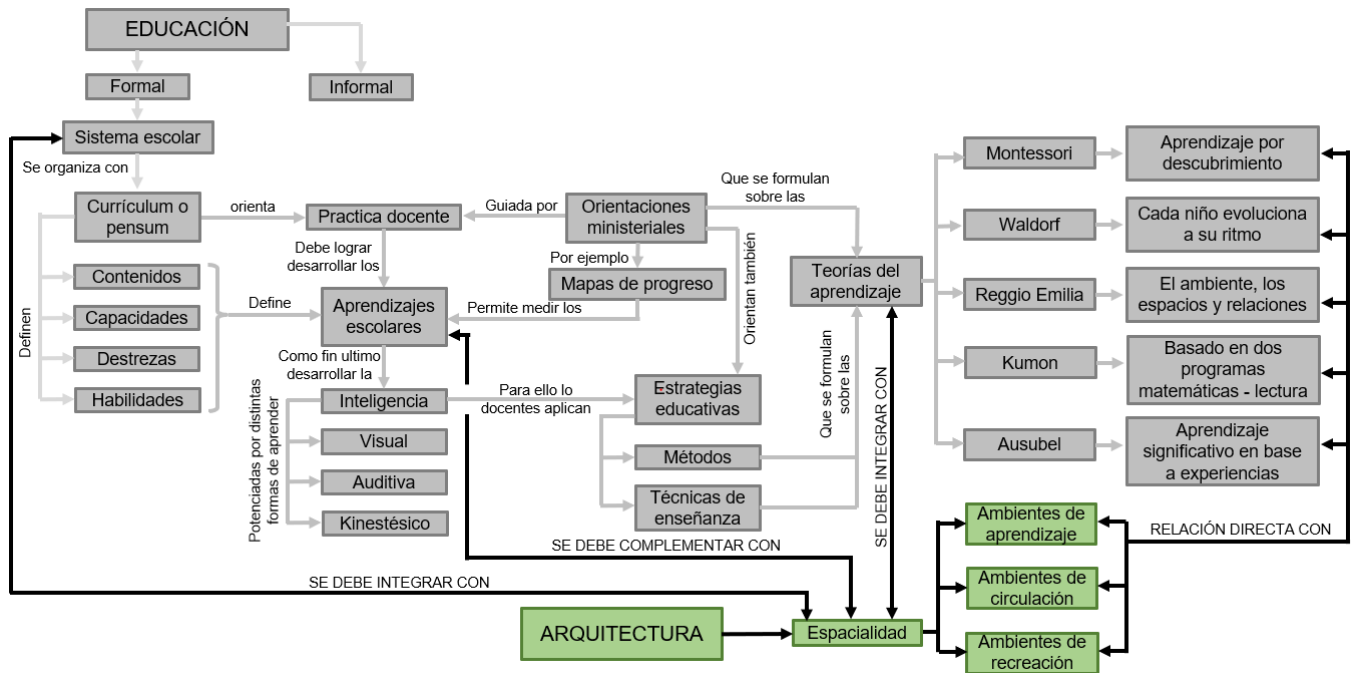 EDUCACIÓN
Formal
Informal
Sistema escolar
Se organiza con
Currículum o
pensum
orienta
Practica docente
Guiada por
Orientaciones
ministeriales
Que se formulan
sobre las
Debe lograr
desarrollar los
Por ejemplo
Mapas de progreso
Orientan también
Definen
Contenidos
Capacidades
Destrezas
Habilidades
Define
Aprendizajes
escolares
Permite medir los
Como fin ultimo
desarrollar la
Inteligencia
Potenciadas por distintas
formas de aprender
Visual
Auditiva
Kinestésico
Para ello lo
docentes aplican
Estrategias
educativas
Métodos
Técnicas de
enseñanza
Que se formulan
sobre las
Teorías del
aprendizaje
SE DEBE INTEGRAR CON
Montessori
Aprendizaje por
descubrimiento
Waldorf
Cada niño evoluciona
a su ritmo
Reggio Emilia
El ambiente, los
espacios y relaciones
Kumon
Basado en dos
programas
matemáticas - lectura
Ausubel
Aprendizaje
significativo en base
a experiencias
SE DEBE COMPLEMENTAR CON
SE DEBE INTEGRAR CON
ARQUITECTURA
Espacialidad
Ambientes de
aprendizaje
Ambientes de
circulación
Ambientes de
recreación
RELACIÓN DIRECTA CON